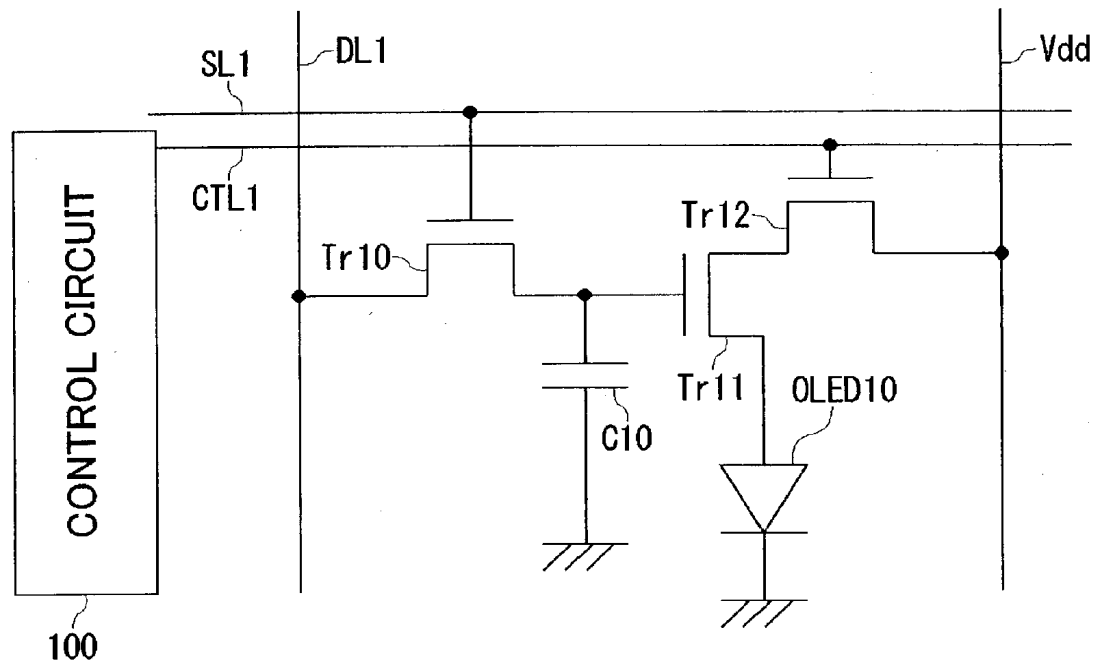 DL1
Vdd
SL1
CTL1
CONTROL CIRCUIT
Tr10
Tr12
Tr11
OLED10
C10
100